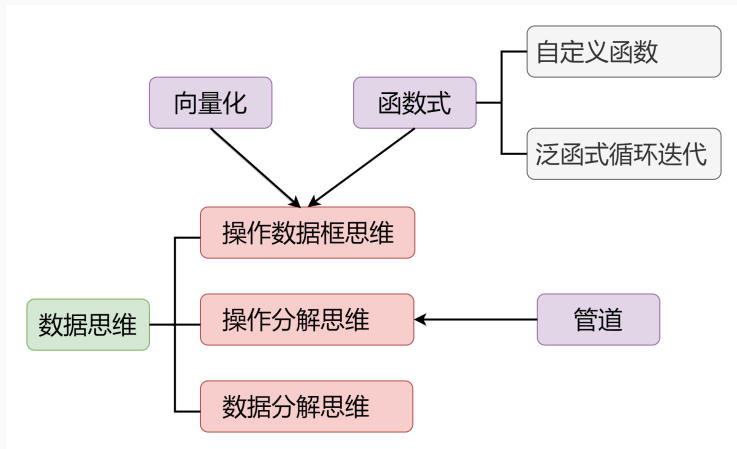 自定义函数
向量化
函数式
泛函式循环迭代
操作数据框思维
数据思维
操作分解思维
管道
数据分解思维